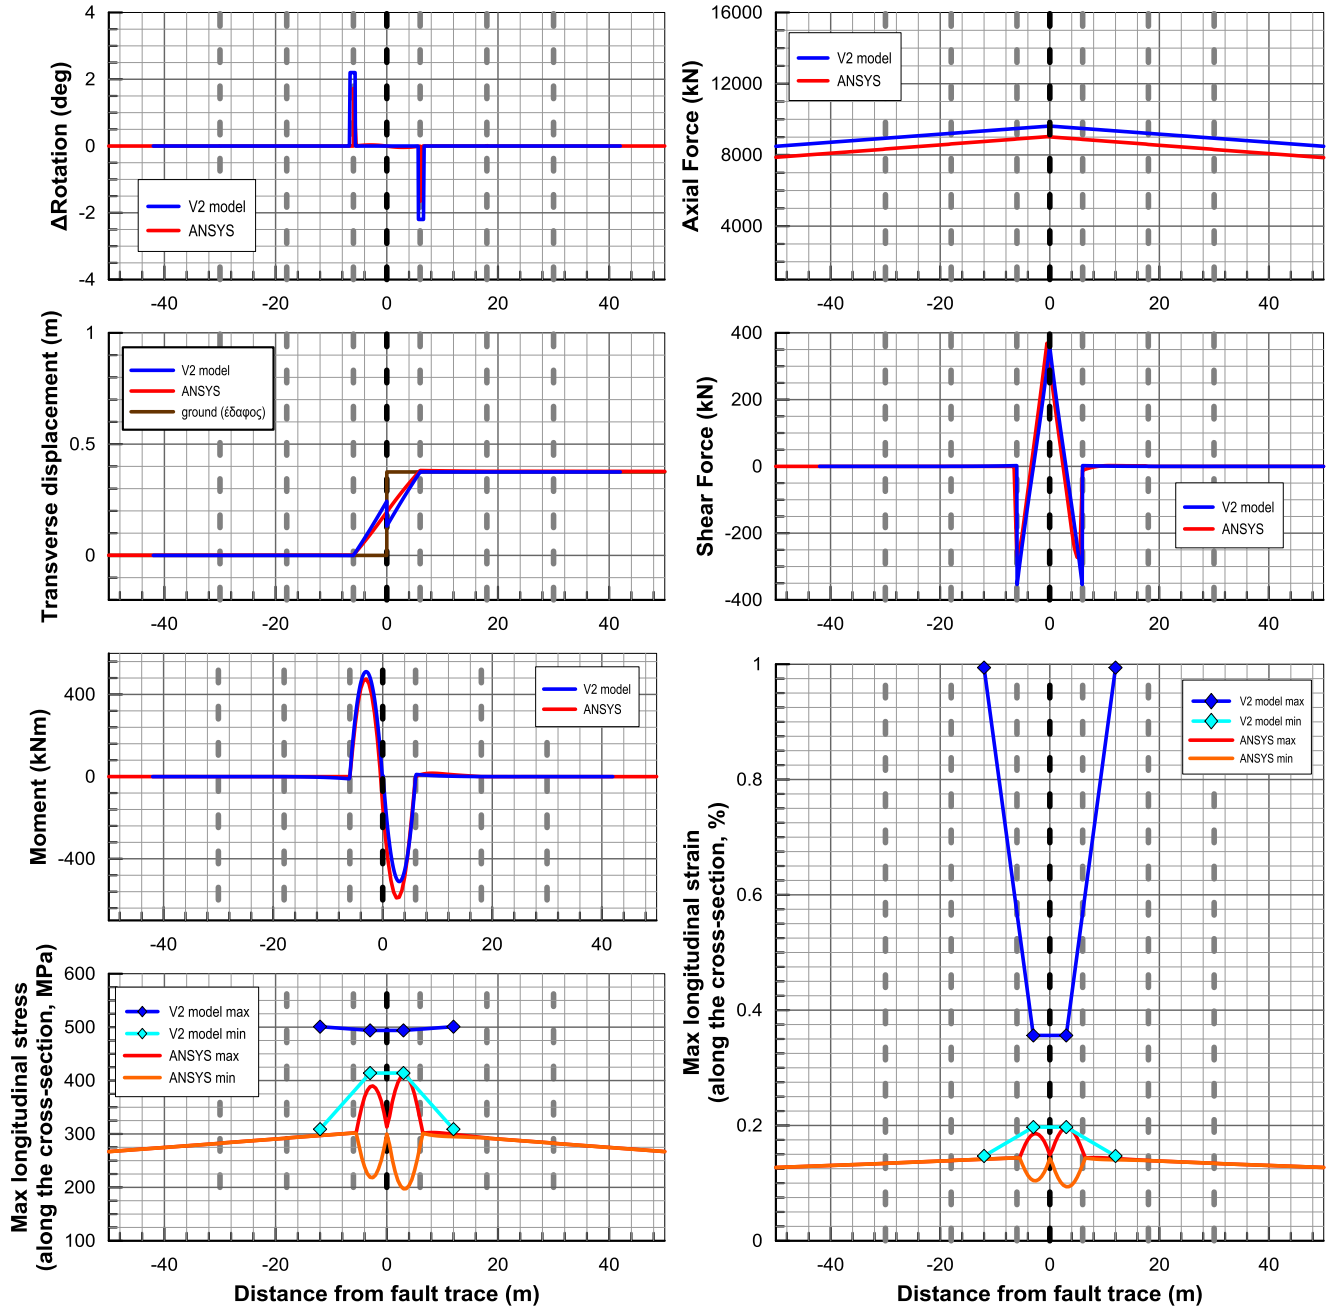 ΔRotation (deg)
4
2
0
-2
-4
V2 model
ANSYS
-40
-20
0
20
40
Axial Force (kN)
16000
12000
8000
4000
V2 model
ANSYS
-40
-20
0
20
40
Transverse displacement (m)
1
0.5
0
V2 model
ANSYS
ground (έδαφος)
-40
-20
0
20
40
Shear Force (kN)
400
200
0
-200
-400
V2 model
ANSYS
-40
-20
0
20
40
Moment (kNm)
400
0
-400
V2 model
ANSYS
-40
-20
0
20
40
Max longitudinal stress
(along the cross-section, MPa)
600
500
400
300
200
100
V2 model max
V2 model min
ANSYS max
ANSYS min
-40
-20
0
20
40
Distance from fault trace (m)
Max longitudinal strain
(along the cross-section, %)
1
0.8
0.6
0.4
0.2
0
V2 model max
V2 model min
ANSYS max
ANSYS min
-40
-20
0
20
40
Distance from fault trace (m)